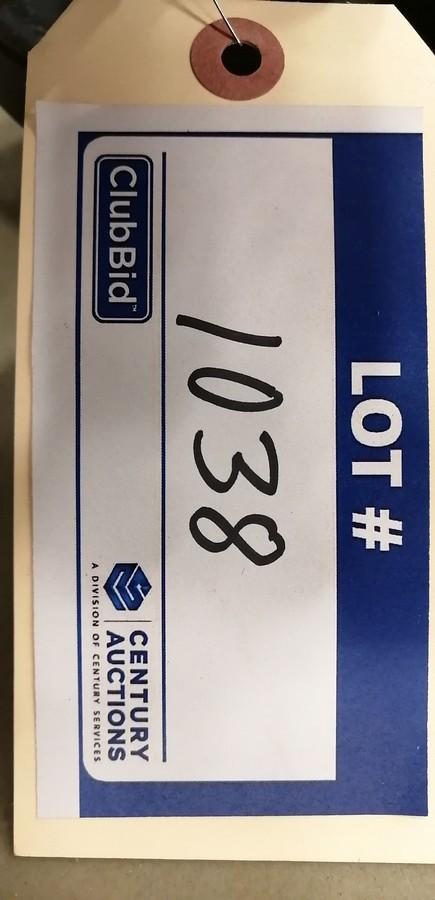 LOT #
1038
ClubBid™
CENTURY
AUCTIONS
A DIVISION OF CENTURY SERVICES